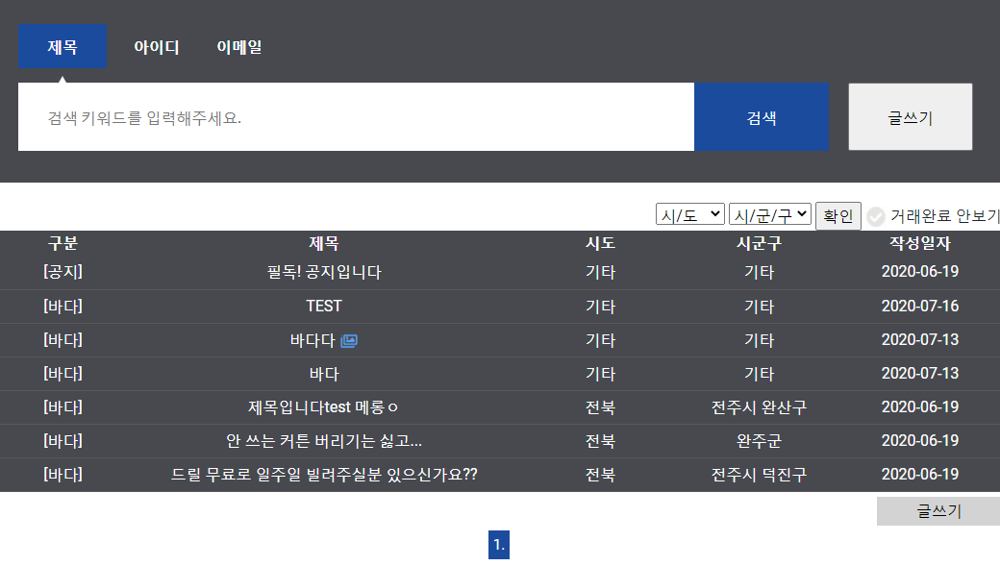 제목 아이디 이메일
검색 키워드를 입력해주세요. 검색 글쓰기
시/도 시/군/구 확인 거래완료 안보기
구분 제목 시도 시군구 작성일자
[공지] 필독! 공지입니다 기타 기타 2020-06-19
[바다] TEST 기타 기타 2020-07-16
[바다] 바다다 기타 기타 2020-07-13
[바다] 바다 기타 기타 2020-07-13
[바다] 제목입니다test 메롱ㅇ 전북 전주시 완산구 2020-06-19
[바다] 안 쓰는 커튼 버리기는 싫고... 전북 완주군 2020-06-19
[바다] 드릴 무료로 일주일 빌려주실분 있으신가요?? 전북 전주시 덕진구 2020-06-19
글쓰기
1.